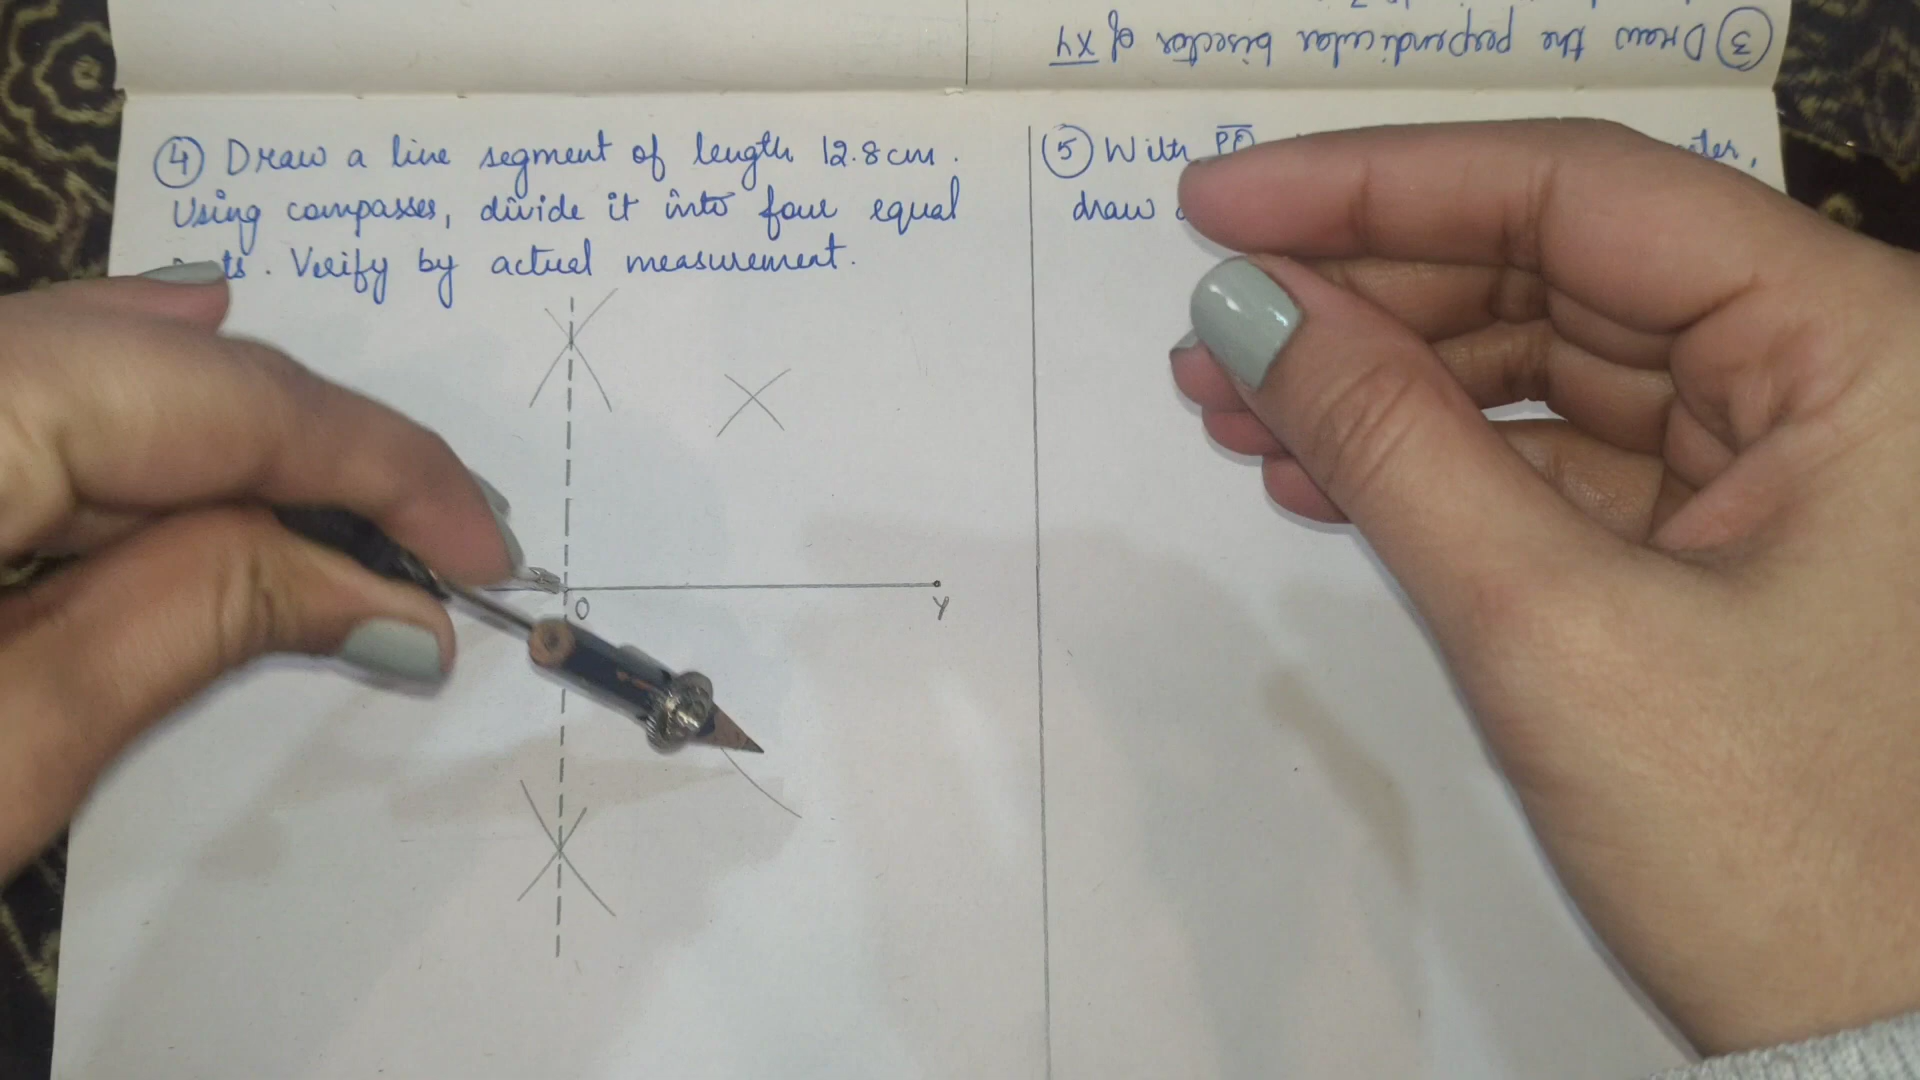 ③ Draw the perpendicular bisector of XY
④ Draw a line segment of length 12.8 cm.
Using compasses, divide it into four equal
. Verify by actual measurement.
⑤ With PQ
draw
O
Y